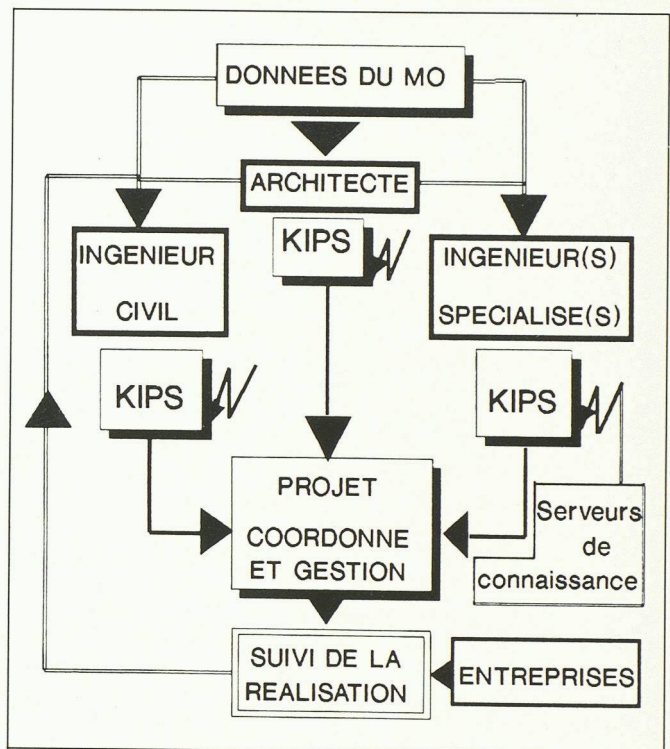 DONNEES DU MO
ARCHITECTE
KIPS
INGENIEUR
CIVIL
INGENIEUR(S)
SPECIALISE(S)
KIPS
KIPS
PROJET
COORDONNE
ET GESTION
Serveurs
de
connaissance
SUIVI DE LA
REALISATION
ENTREPRISES